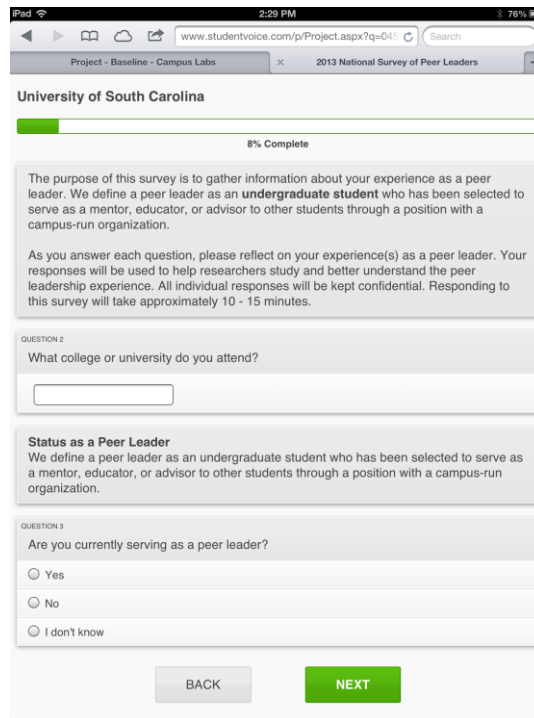 iPad 2:29 PM 76%
www.studentvoice.com/p/Project.aspx?q=045 Search
Project - Baseline - Campus Labs 2013 National Survey of Peer Leaders
University of South Carolina
8% Complete
The purpose of this survey is to gather information about your experience as a peer
leader. We define a peer leader as an undergraduate student who has been selected to
serve as a mentor, educator, or advisor to other students through a position with a
campus-run organization.
As you answer each question, please reflect on your experience(s) as a peer leader. Your
responses will be used to help researchers study and better understand the peer
leadership experience. All individual responses will be kept confidential. Responding to
this survey will take approximately 10 - 15 minutes.
QUESTION 2
What college or university do you attend?
Status as a Peer Leader
We define a peer leader as an undergraduate student who has been selected to serve as
a mentor, educator, or advisor to other students through a position with a campus-run
organization.
QUESTION 3
Are you currently serving as a peer leader?
Yes
No
I don't know
BACK NEXT